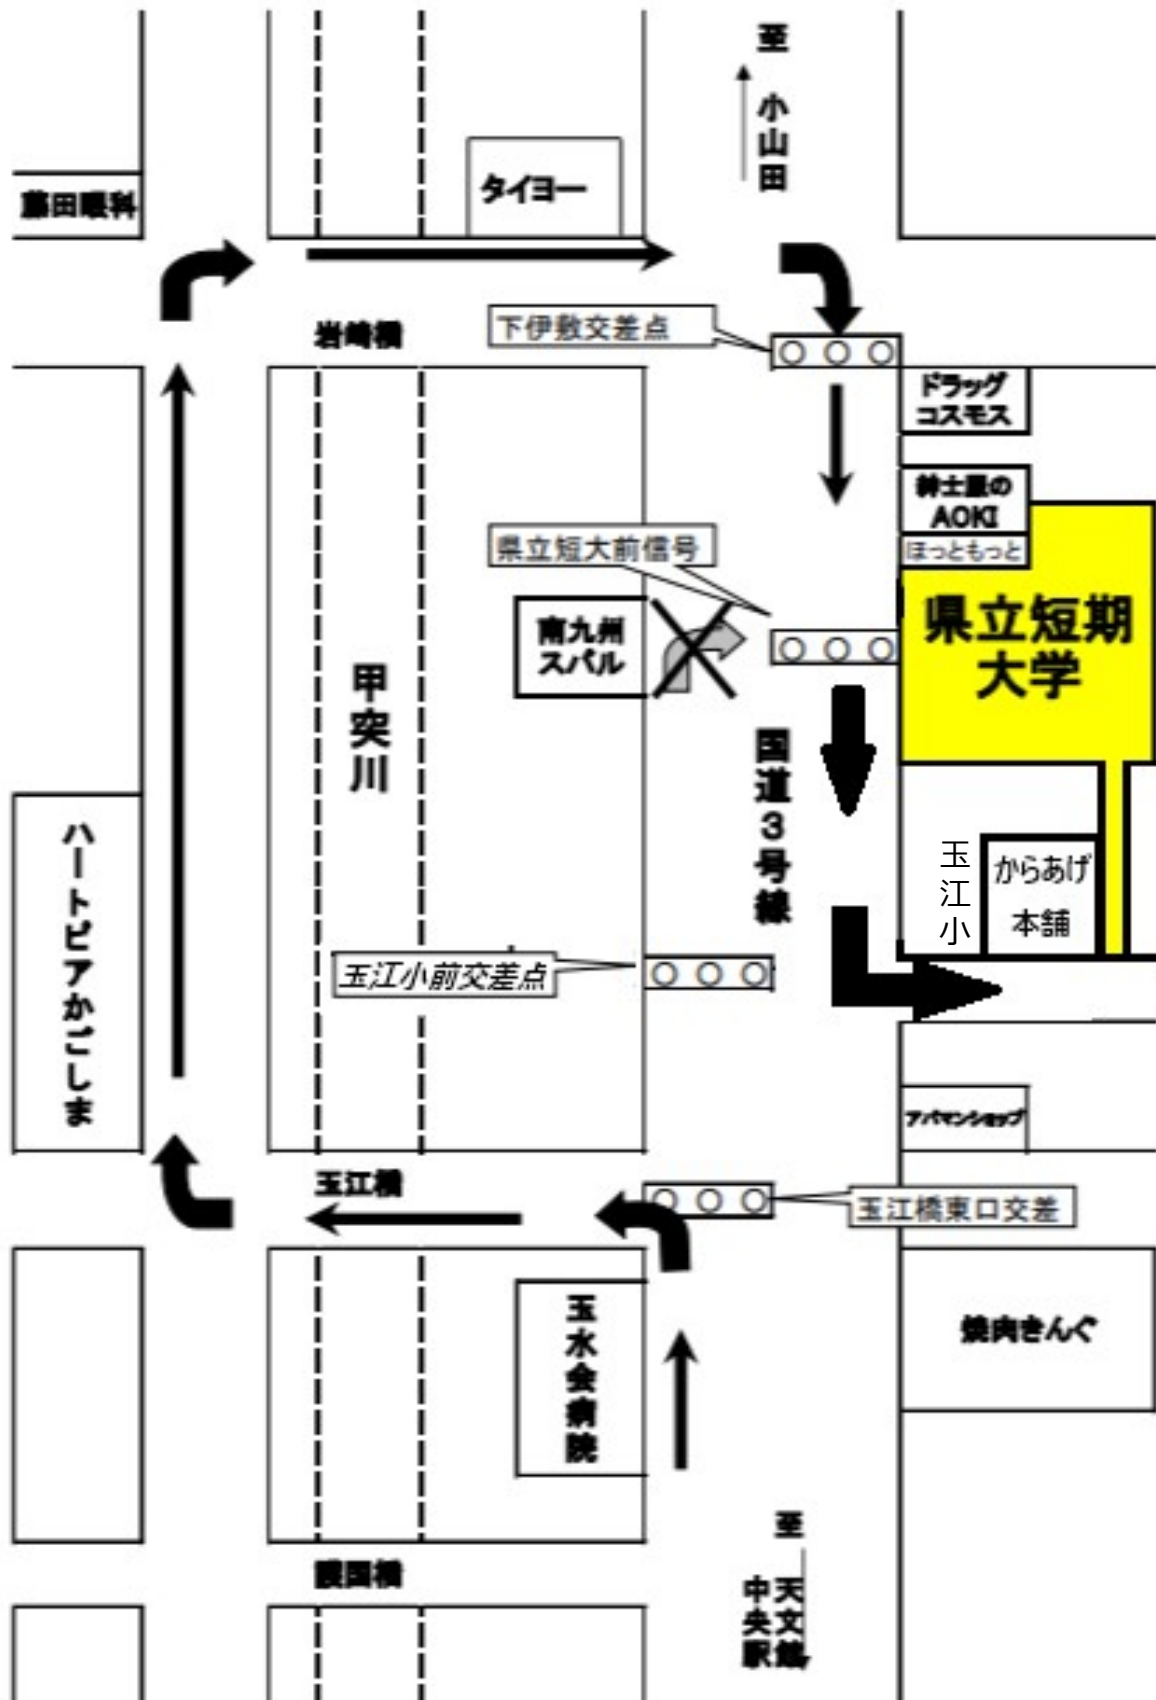 至 小山田
タイヨー
藤田眼科
岩崎橋
下伊敷交差点
ドラッグ
コスモス
紳士服の
AOKI
ほっともっと
県立短大前信号
県立短期
大学
南九州
スバル
甲突川
国道3号線
ハートピアかごしま
玉江小
からあげ
本舗
玉江小前交差点
アパマンショップ
玉江橋
玉江橋東口交差
焼肉きんぐ
玉水会病院
護国橋
至 天文館
中央駅